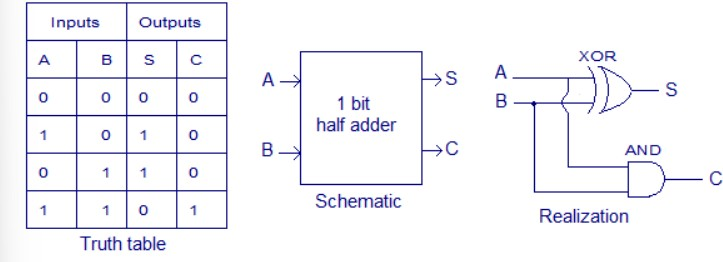 Inputs Outputs
A B S C
0 0 0 0
1 0 1 0
0 1 1 0
1 1 0 1
Truth table
A
B
1 bit
half adder
S
C
Schematic
XOR
A
B
S
AND
C
Realization